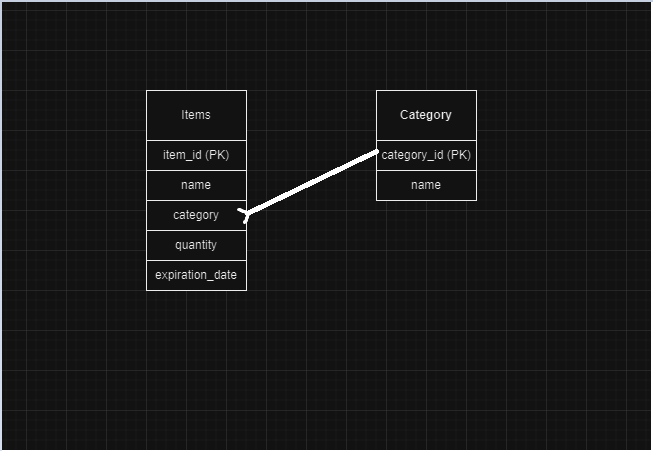 Items
item_id (PK)
name
category
quantity
expiration_date
Category
category_id (PK)
name